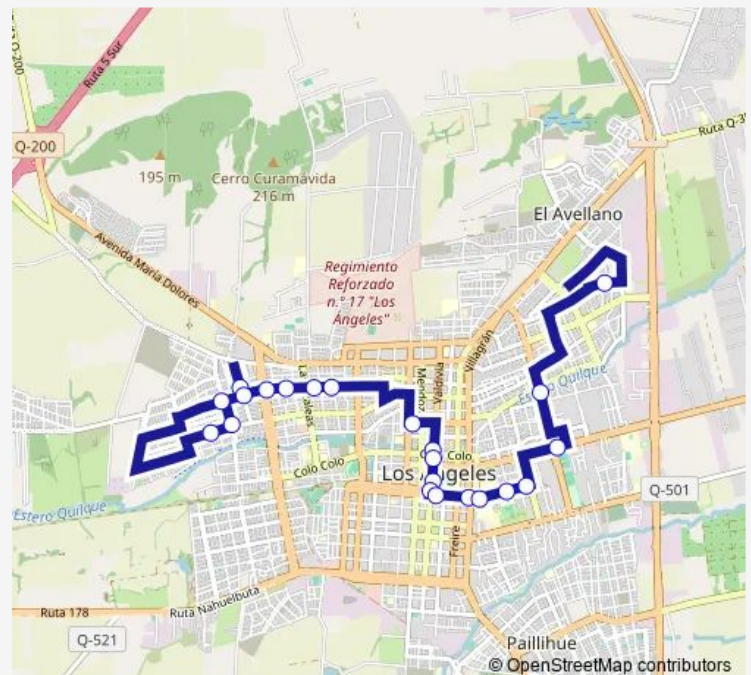 Q-200
Ruta 5 Sur
Q-200
195 m
Cerro Curamávida
216 m
Ruta Q-3
El Avellano
Avenida María Dolores
Regimiento
Reforzado
n.º 17 "Los
Ángeles"
Villagrán
Valdivia
Mendoza
Estero Quilque
Colo Colo
Colo
Los Ángeles
Q-501
Estero Quilque
Freire
Ruta 178
Ruta Nahuelbuta
Q-521
Paillihue
© OpenStreetMap contributors